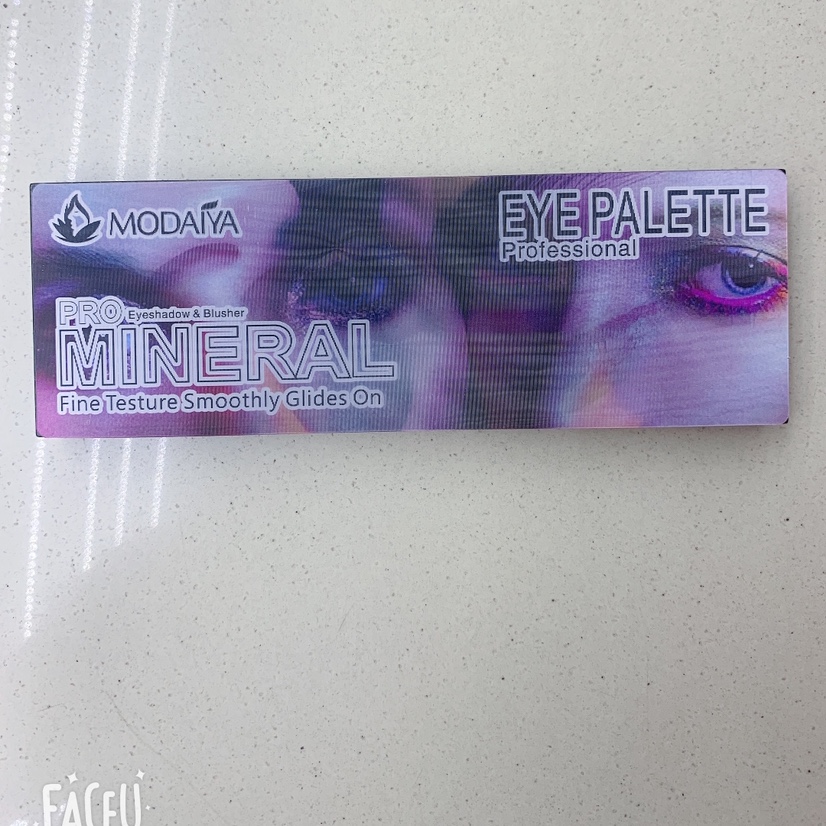 MODAIYA
EYE PALETTE
Professional
PRO Eyeshadow & Blusher
MINERAL
Fine Testure Smoothly Glides On
FACEU